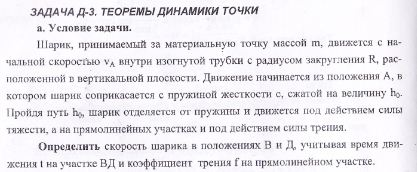 ЗАДАЧА Д-3. ТЕОРЕМЫ ДИНАМИКИ ТОЧКИ
а. Условие задачи.
Шарик, принимаемый за материальную точку массой m, движется с на-
чальной скоростью vА внутри изогнутой трубки с радиусом закругления R, рас-
положенной в вертикальной плоскости. Движение начинается из положения А, в
котором шарик соприкасается с пружиной жесткости с, сжатой на величину h₀.
Пройдя путь h₀, шарик отделяется от пружины и движется под действием силы
тяжести, а на прямолинейных участках и под действием силы трения.
Определить скорость шарика в положениях В и Д, учитывая время дви-
жения t на участке ВД и коэффициент трения f на прямолинейном участке.